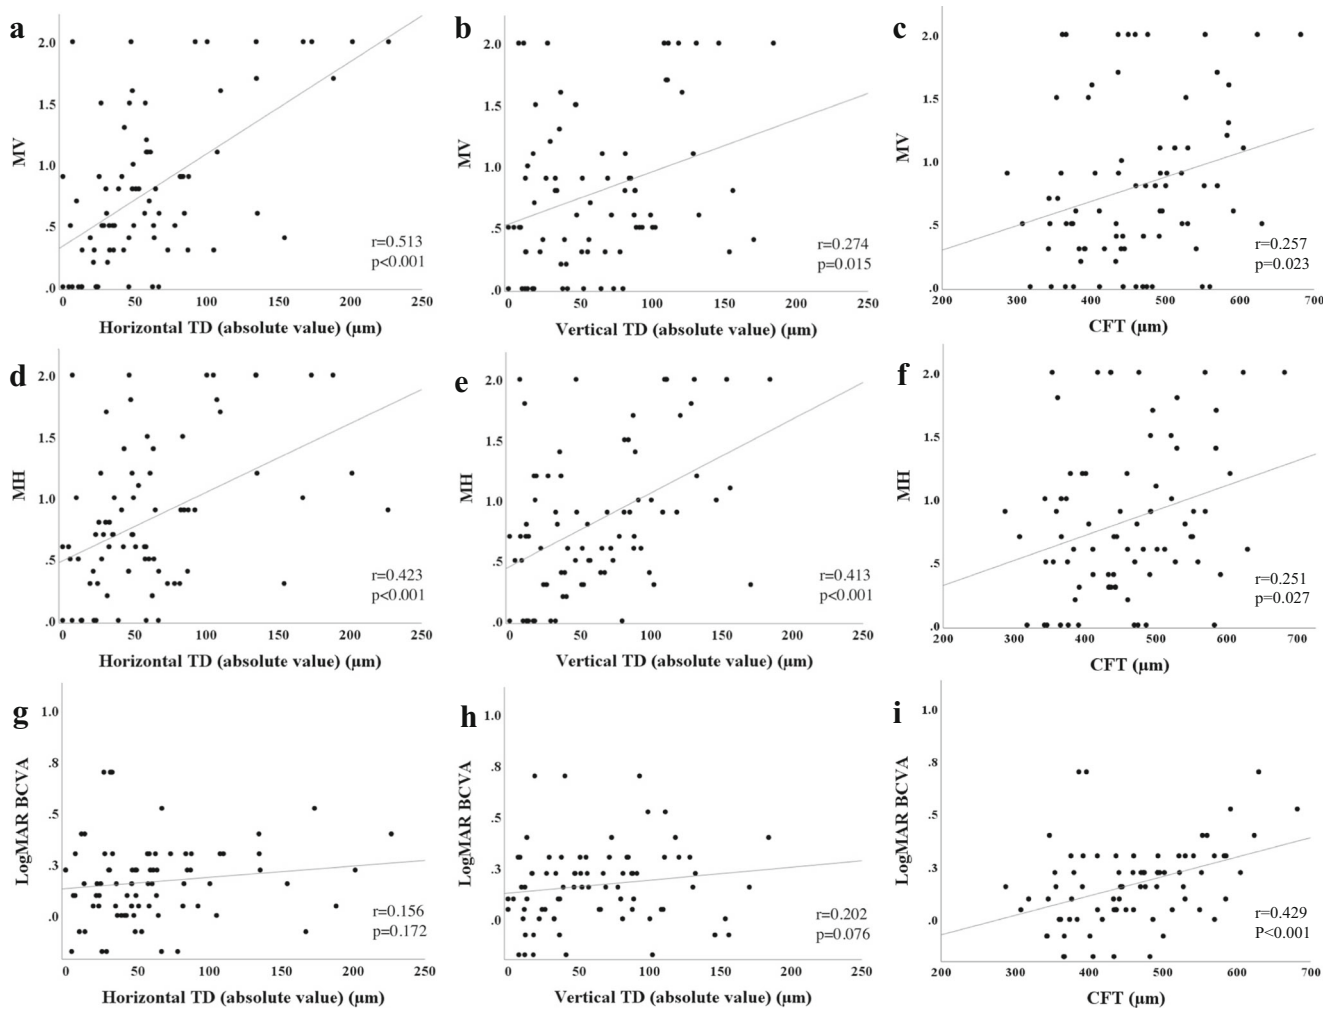 a
MV
2.0
1.5
1.0
.5
.0
r=0.513
p<0.001
0 50 100 150 200 250
Horizontal TD (absolute value) (μm)
b
MV
2.0
1.5
1.0
.5
.0
r=0.274
p=0.015
0 50 100 150 200 250
Vertical TD (absolute value) (μm)
c
MV
2.0
1.5
1.0
.5
.0
r=0.257
p=0.023
200 300 400 500 600 700
CFT (μm)
d
MH
2.0
1.5
1.0
.5
.0
r=0.423
p<0.001
0 50 100 150 200 250
Horizontal TD (absolute value) (μm)
e
MH
2.0
1.5
1.0
.5
.0
r=0.413
p<0.001
0 50 100 150 200 250
Vertical TD (absolute value) (μm)
f
MH
2.0
1.5
1.0
.5
.0
r=0.251
p=0.027
200 300 400 500 600 700
CFT (μm)
g
LogMAR BCVA
1.0
.8
.5
.3
.0
r=0.156
p=0.172
0 50 100 150 200 250
Horizontal TD (absolute value) (μm)
h
LogMAR BCVA
1.0
.8
.5
.3
.0
r=0.202
p=0.076
0 50 100 150 200 250
Vertical TD (absolute value) (μm)
i
LogMAR BCVA
1.0
.8
.5
.3
.0
r=0.429
P<0.001
200 300 400 500 600 700
CFT (μm)